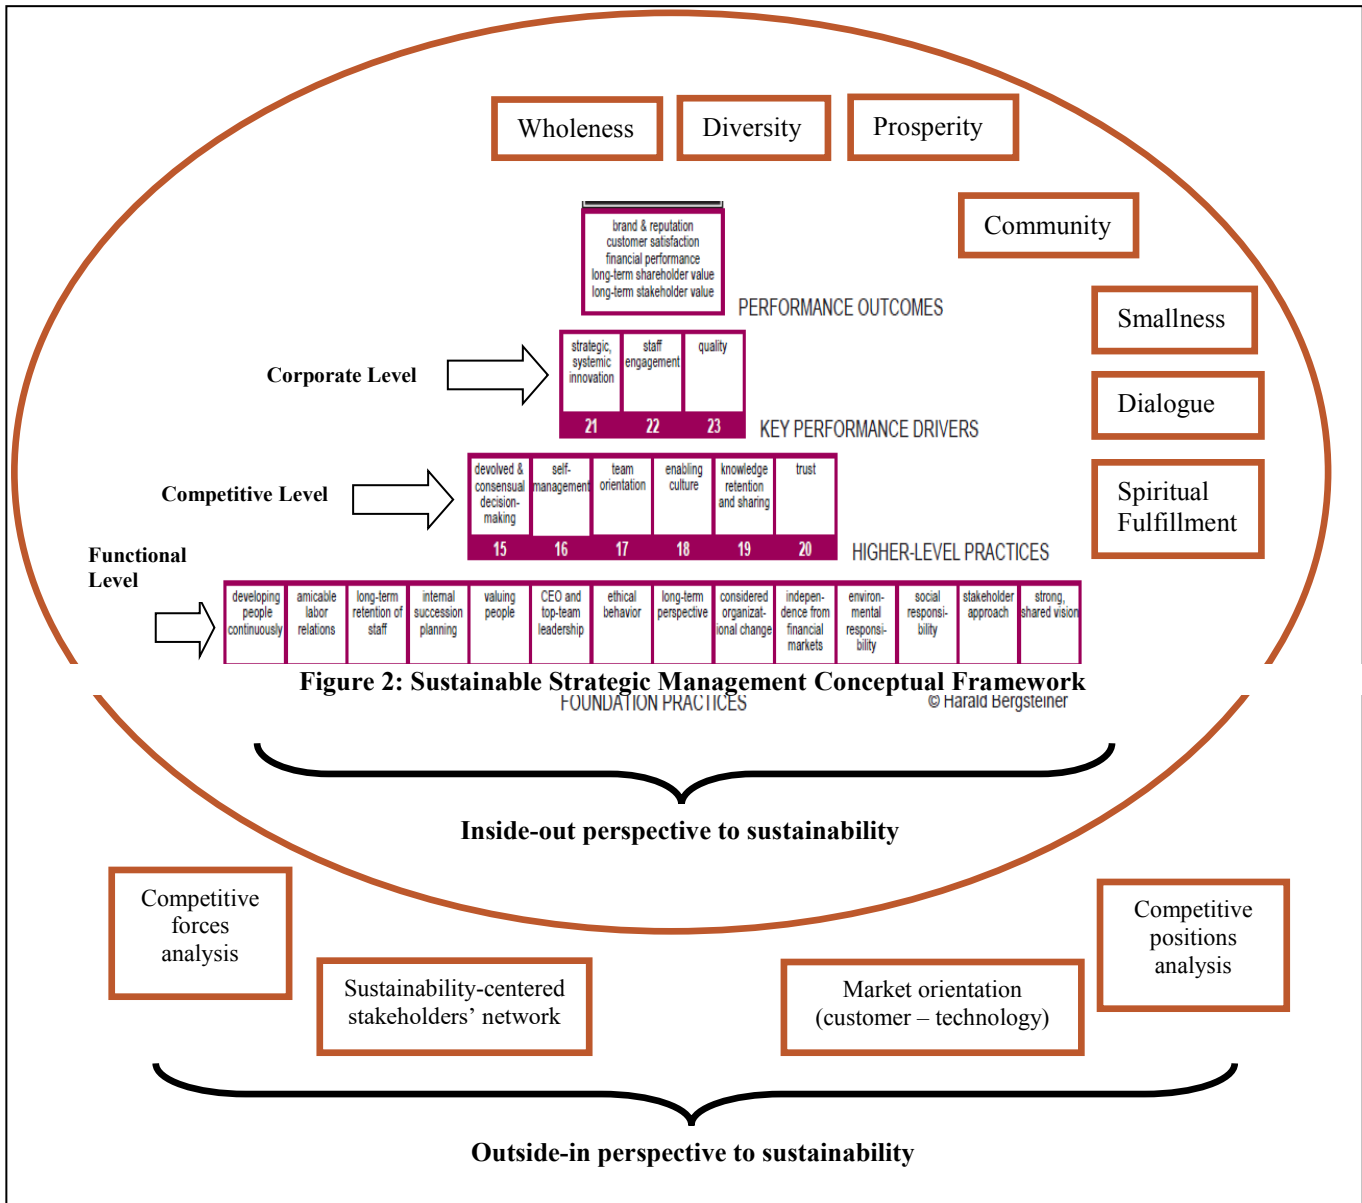 Wholeness
Diversity
Prosperity
Community
Smallness
Dialogue
Spiritual
Fulfillment
brand & reputation
customer satisfaction
financial performance
long-term shareholder value
long-term stakeholder value
PERFORMANCE OUTCOMES
Corporate Level
strategic,
systemic
innovation
21
staff
engagement
22
quality
23
KEY PERFORMANCE DRIVERS
Competitive Level
devolved &
consensual
decision-
making
15
self-
management
16
team
orientation
17
enabling
culture
18
knowledge
retention
and sharing
19
trust
20
HIGHER-LEVEL PRACTICES
Functional
Level
developing
people
continuously
amicable
labor
relations
long-term
retention of
staff
internal
succession
planning
valuing
people
CEO and
top-team
leadership
ethical
behavior
long-term
perspective
considered
organizat-
ional change
indepen-
dence from
financial
markets
environ-
mental
responsi-
bility
social
responsi-
bility
stakeholder
approach
strong,
shared vision
Figure 2: Sustainable Strategic Management Conceptual Framework
FOUNDATION PRACTICES
© Harald Bergsteiner
Inside-out perspective to sustainability
Competitive
forces
analysis
Sustainability-centered
stakeholders’ network
Market orientation
(customer – technology)
Competitive
positions
analysis
Outside-in perspective to sustainability